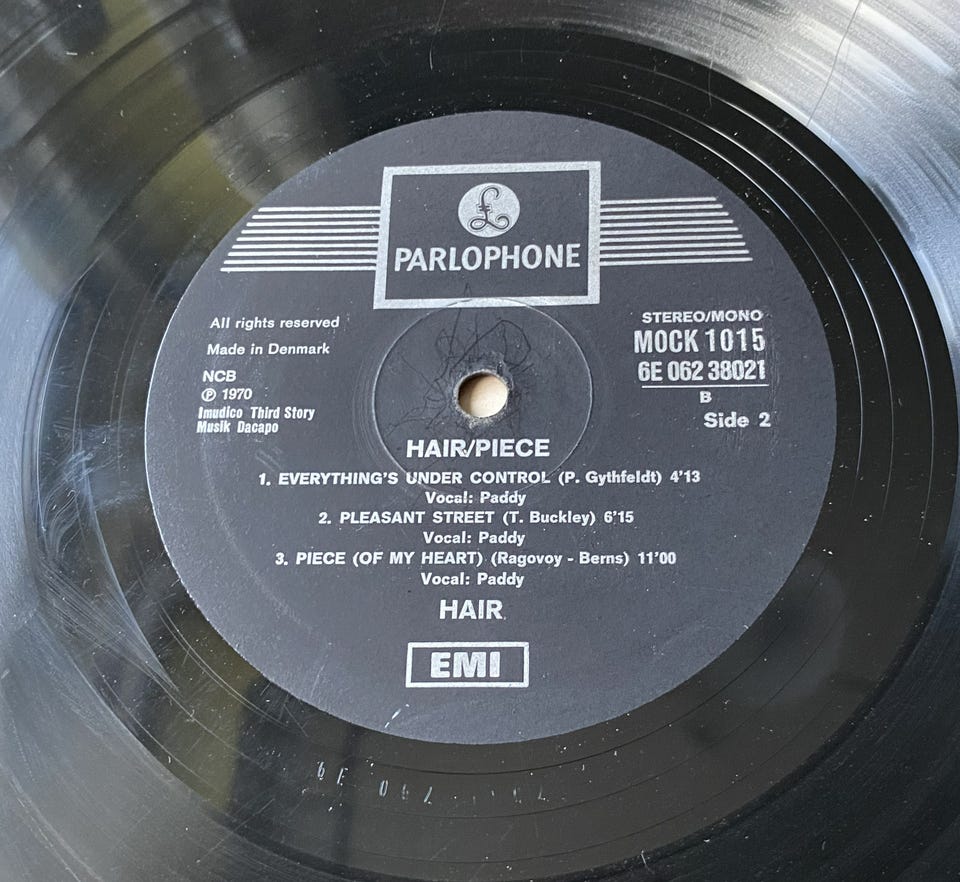 £
PARLOPHONE
All rights reserved
Made in Denmark
NCB
Ⓟ 1970
Imudico Third Story
Musik Dacapo
STEREO/MONO
MOCK 1015
6E 062 38021
B
Side 2
HAIR/PIECE
1. EVERYTHING'S UNDER CONTROL (P. Gythfeldt) 4'13
Vocal: Paddy
2. PLEASANT STREET (T. Buckley) 6'15
Vocal: Paddy
3. PIECE (OF MY HEART) (Ragovoy - Berns) 11'00
Vocal: Paddy
HAIR
EMI